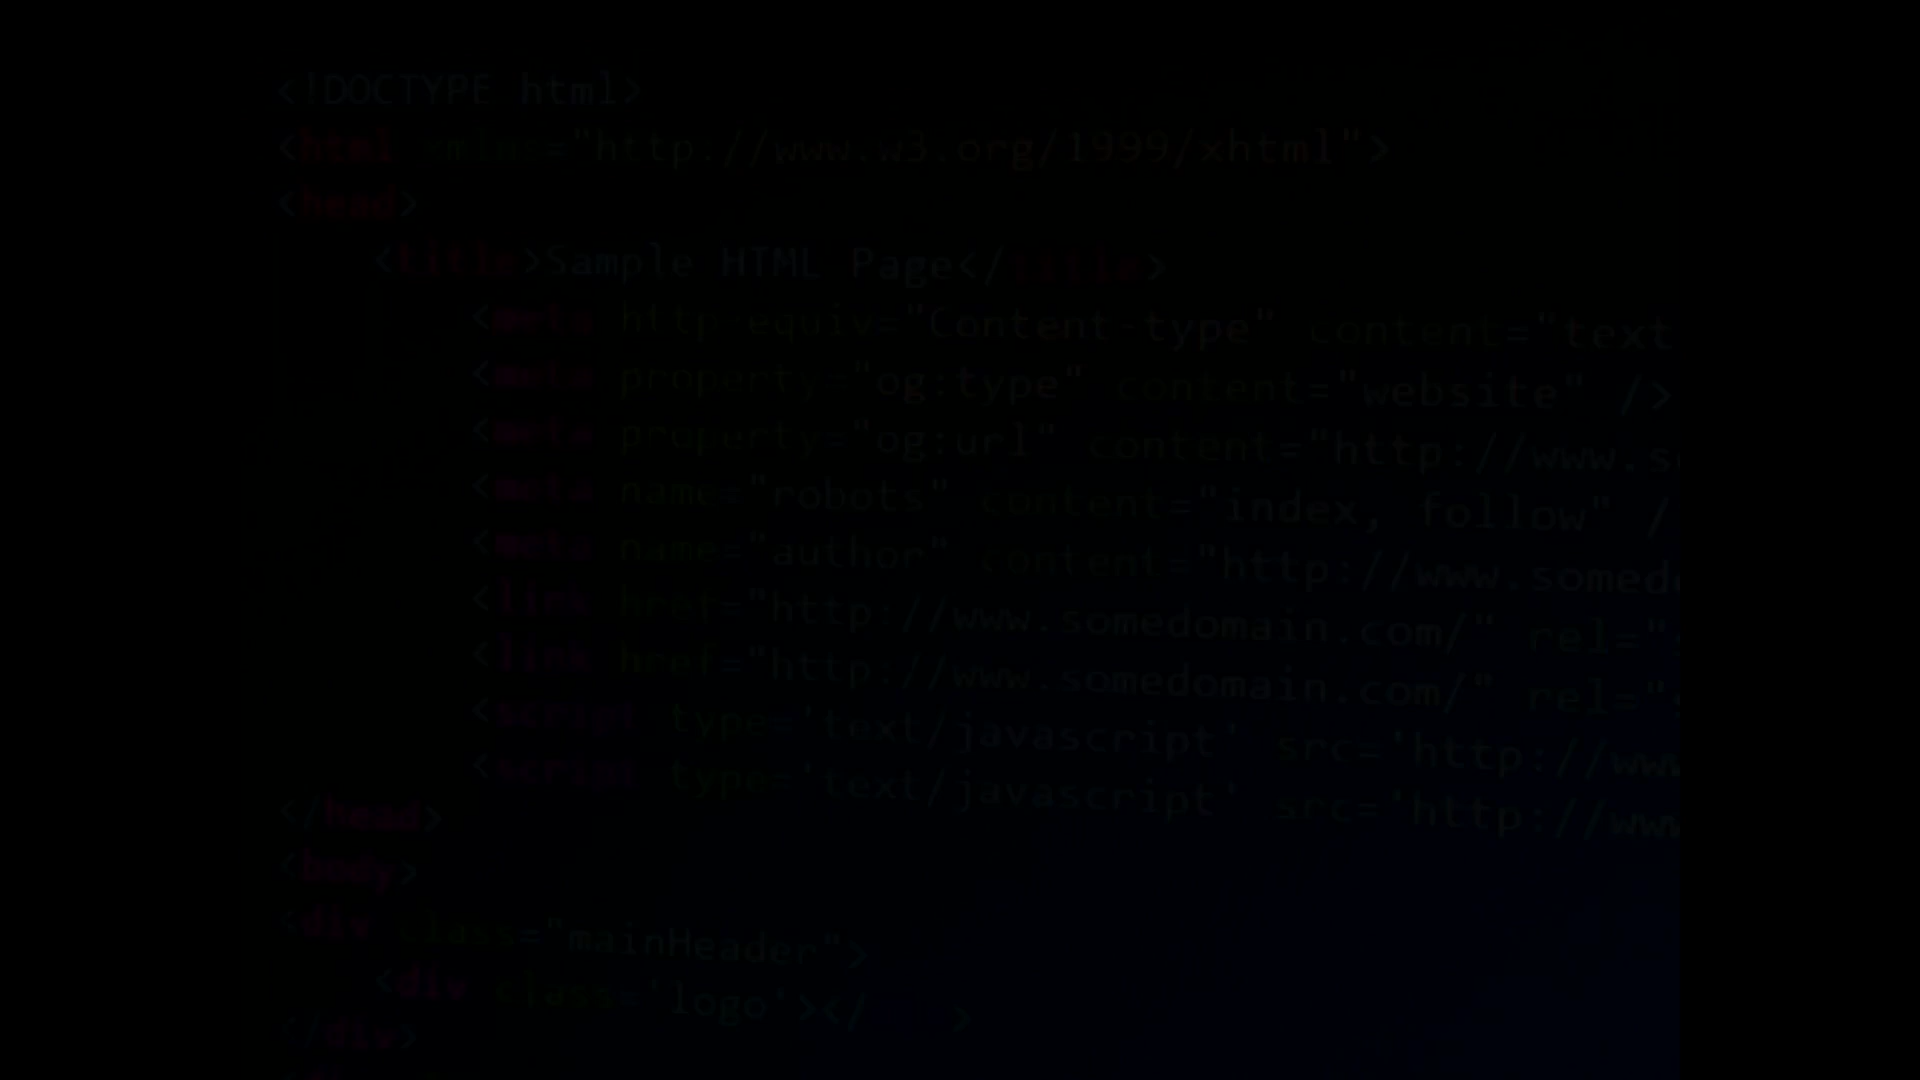 <!DOCTYPE html>
<html xmlns="http://www.w3.org/1999/xhtml">
<head>
<title>Sample HTML Page</title>
<meta http-equiv="Content-type" content="text
<meta property="og:type" content="website" />
<meta property="og:url" content="http://www.s
<meta name="robots" content="index, follow" /
<meta name="author" content="http://www.somed
<link href="http://www.somedomain.com/" rel="
<link href="http://www.somedomain.com/" rel="
<script type='text/javascript' src='http://www
<script type='text/javascript' src='http://www
</head>
<body>
<div class="mainHeader">
<div class='logo'></ >
</div>